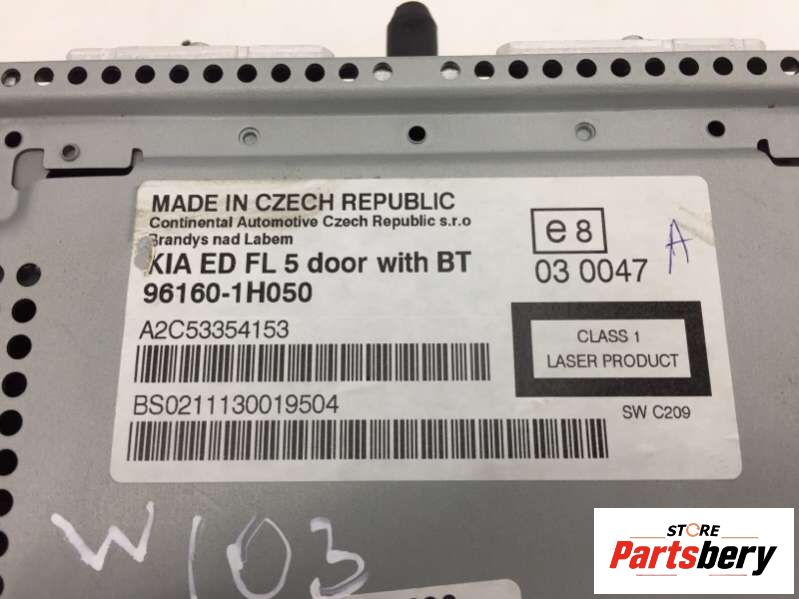 MADE IN CZECH REPUBLIC
Continental Automotive Czech Republic s.r.o
Brandys nad Labem
KIA ED FL 5 door with BT
96160-1H050
A2C53354153
BS0211130019504
e8
03 0047
A
CLASS 1
LASER PRODUCT
SW C209
W103
STORE
Partsbery